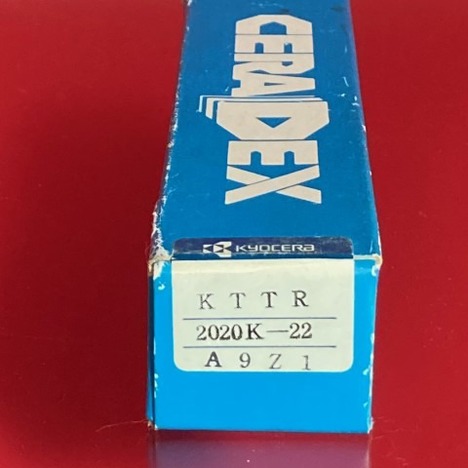 CERADEX
KYOCERA
KTTR
2020K-22
A9Z1